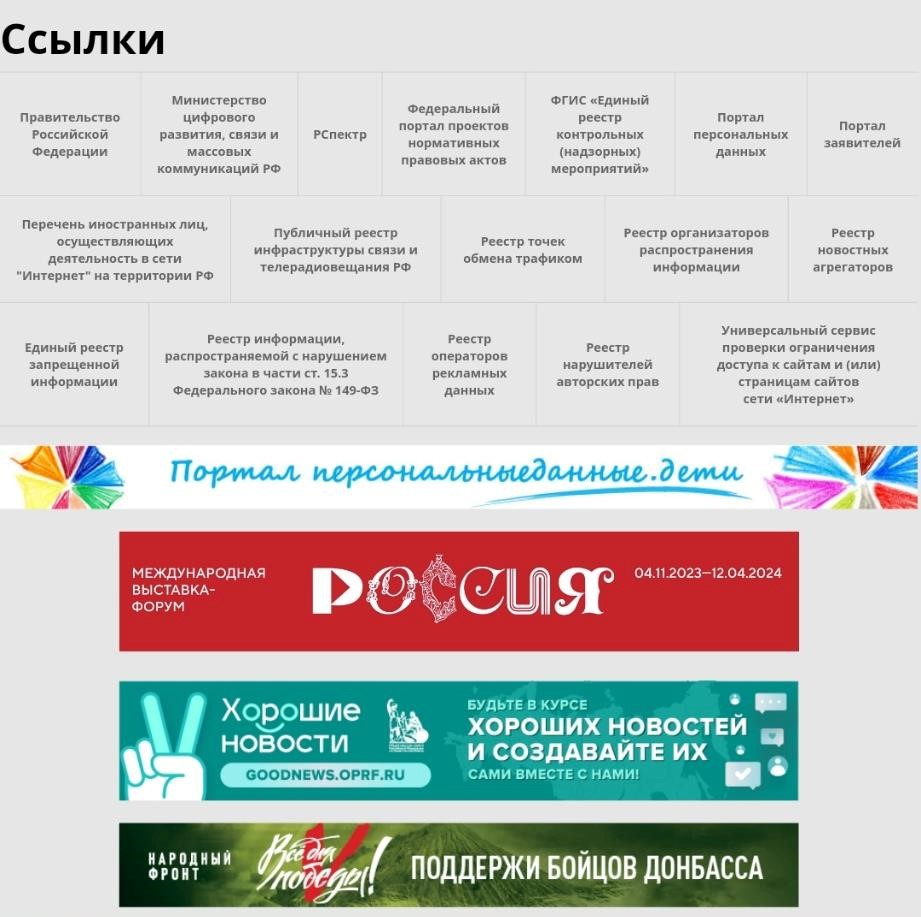 Ссылки
Правительство
Российской
Федерации
Министерство
цифрового
развития, связи и
массовых
коммуникаций РФ
РСпектр
Федеральный
портал проектов
нормативных
правовых актов
ФГИС «Единый
реестр
контрольных
(надзорных)
мероприятий»
Портал
персональных
данных
Портал
заявителей
Перечень иностранных лиц,
осуществляющих
деятельность в сети
"Интернет" на территории РФ
Публичный реестр
инфраструктуры связи и
телерадиовещания РФ
Реестр точек
обмена трафиком
Реестр организаторов
распространения
информации
Реестр
новостных
агрегаторов
Единый реестр
запрещенной
информации
Реестр информации,
распространяемой с нарушением
закона в части ст. 15.3
Федерального закона № 149-ФЗ
Реестр
операторов
рекламных
данных
Реестр
нарушителей
авторских прав
Универсальный сервис
проверки ограничения
доступа к сайтам и (или)
страницам сайтов
сети «Интернет»
Портал персональныеданные.дети
МЕЖДУНАРОДНАЯ
ВЫСТАВКА-
ФОРУМ
РОССИЯ
04.11.2023—12.04.2024
Хорошие
новости
GOODNEWS.OPRF.RU
БУДЬТЕ В КУРСЕ
ХОРОШИХ НОВОСТЕЙ
И СОЗДАВАЙТЕ ИХ
САМИ ВМЕСТЕ С НАМИ!
НАРОДНЫЙ
ФРОНТ
Всё для
победы!
ПОДДЕРЖИ БОЙЦОВ ДОНБАССА